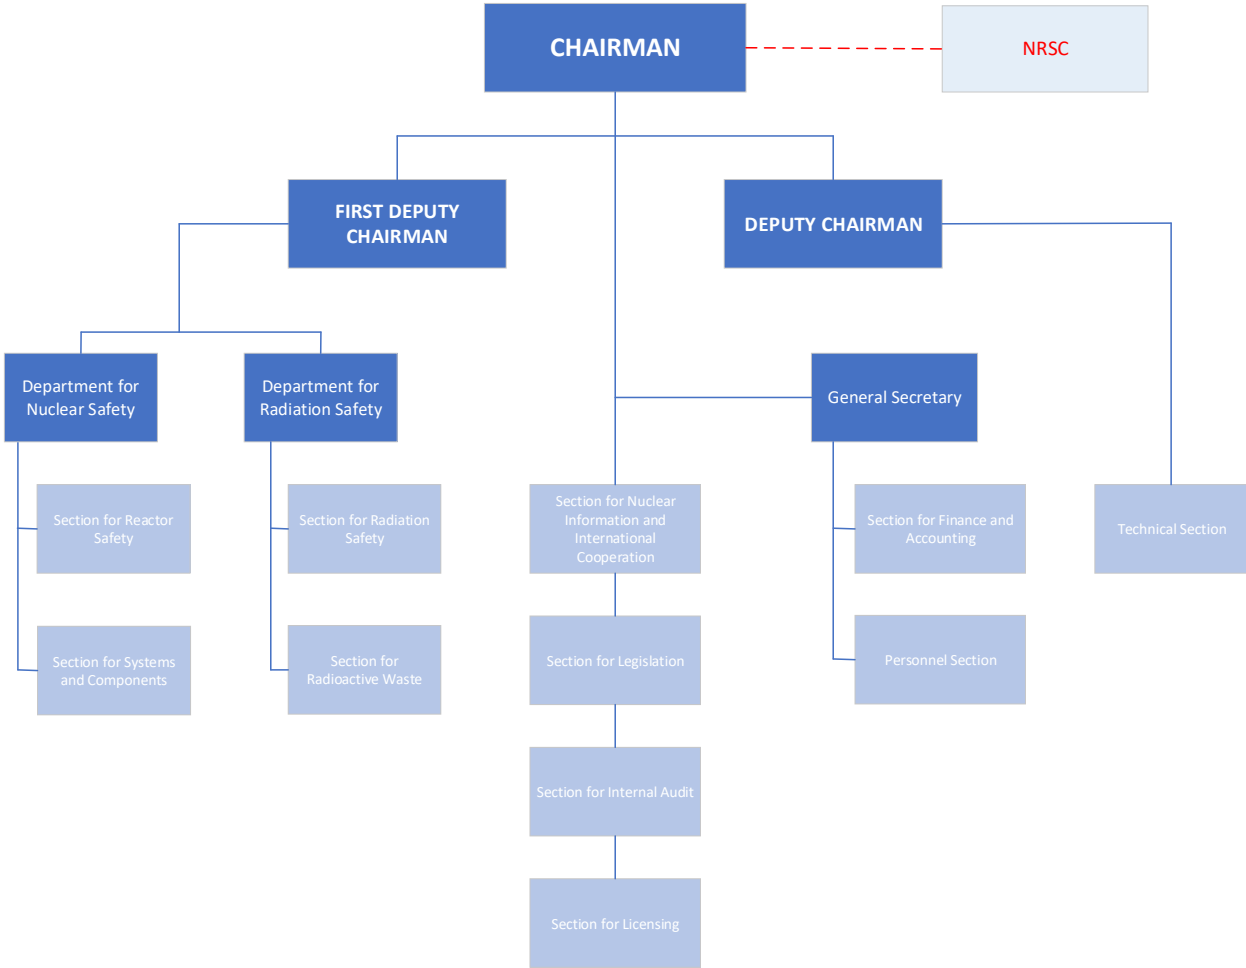 CHAIRMAN
NRSC
FIRST DEPUTY
CHAIRMAN
DEPUTY CHAIRMAN
Department for
Nuclear Safety
Department for
Radiation Safety
General Secretary
Section for Reactor
Safety
Section for Radiation
Safety
Section for Nuclear
Information and
International
Cooperation
Section for Finance and
Accounting
Technical Section
Section for Systems
and Components
Section for
Radioactive Waste
Section for Legislation
Personnel Section
Section for Internal Audit
Section for Licensing